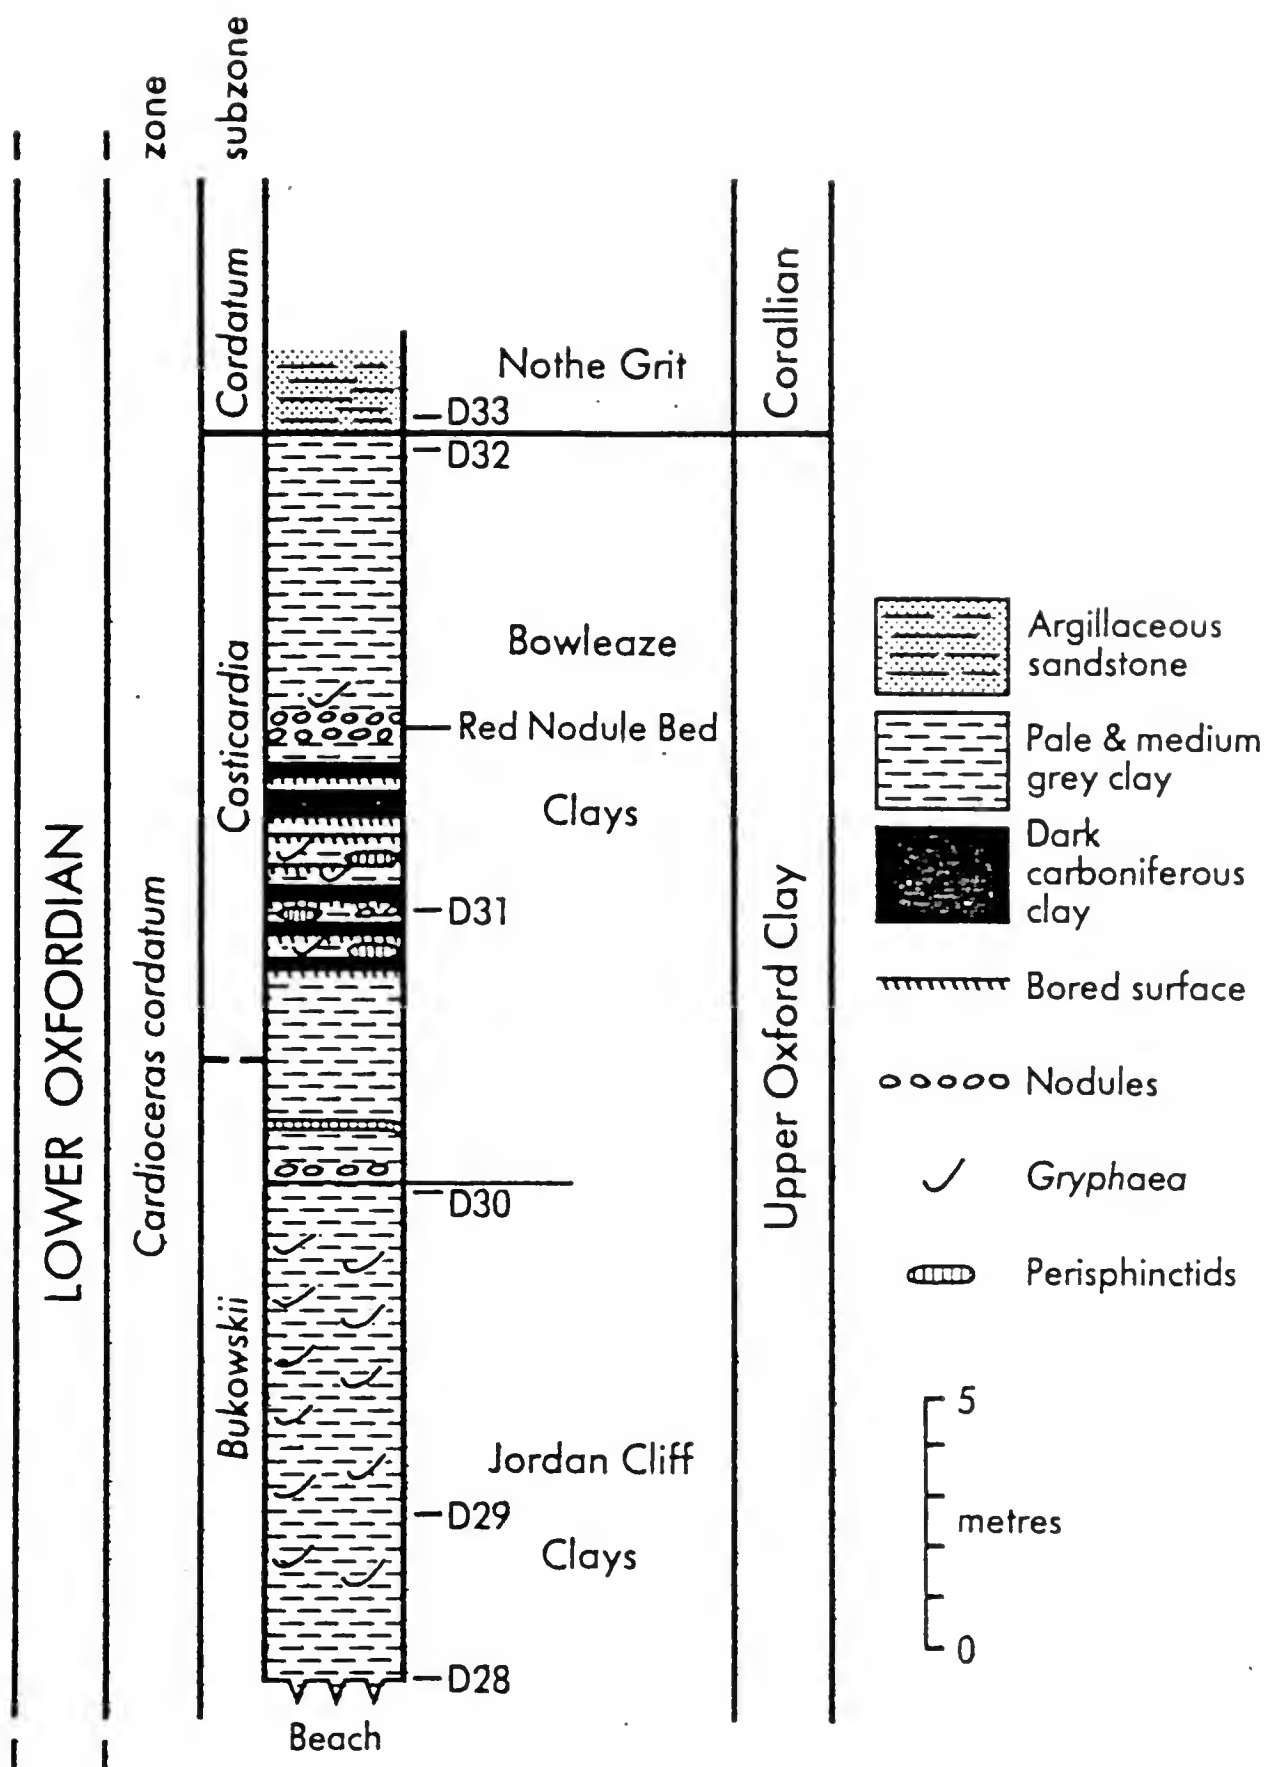 zone
subzone
LOWER OXFORDIAN
Cardioceras cordatum
Cordatum
Costicardia
Bukowskii
Nothe Grit
D33
D32
Bowleaze
Red Nodule Bed
Clays
D31
D30
Jordan Cliff
D29
Clays
D28
Beach
Corallian
Upper Oxford Clay
Argillaceous
sandstone
Pale & medium
grey clay
Dark
carboniferous
clay
Bored surface
Nodules
Gryphaea
Perisphinctids
5
metres
0